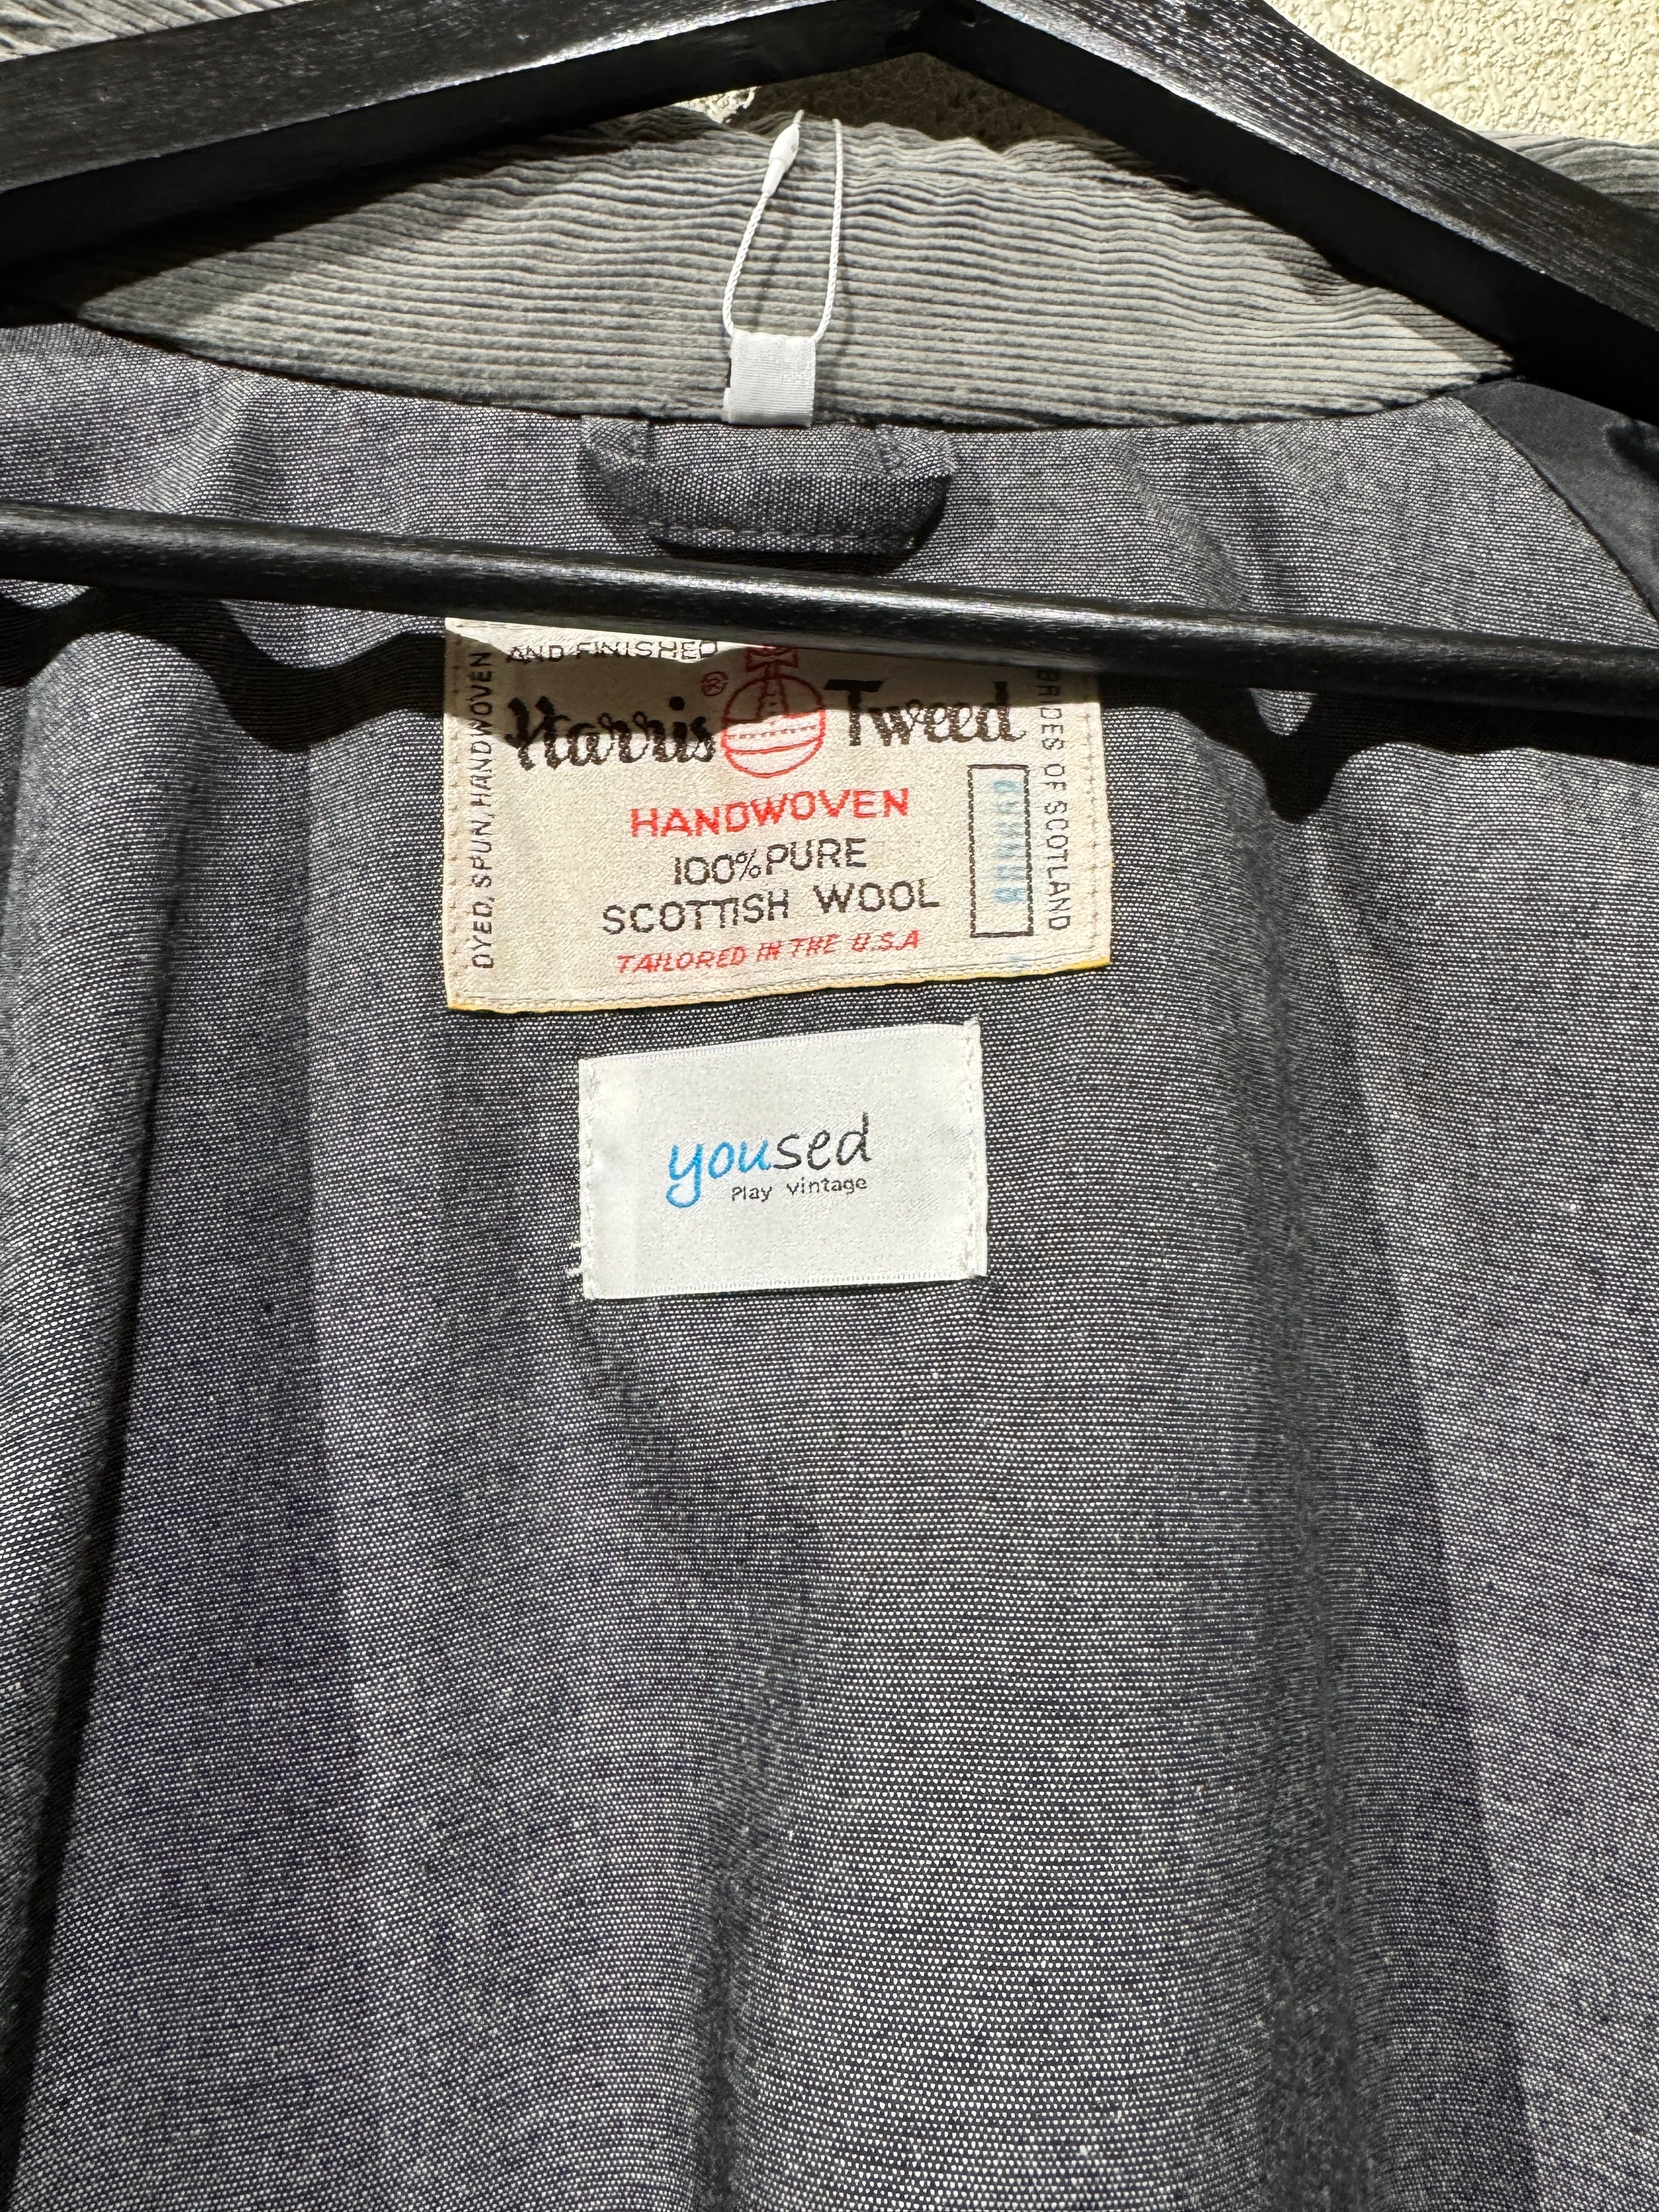 AND FINISHED
DYED, SPUN, HANDWOVEN
Harris ® Tweed
HANDWOVEN
100% PURE
SCOTTISH WOOL
TAILORED IN THE U.S.A
OF SCOTLAND
yoused
Play vintage